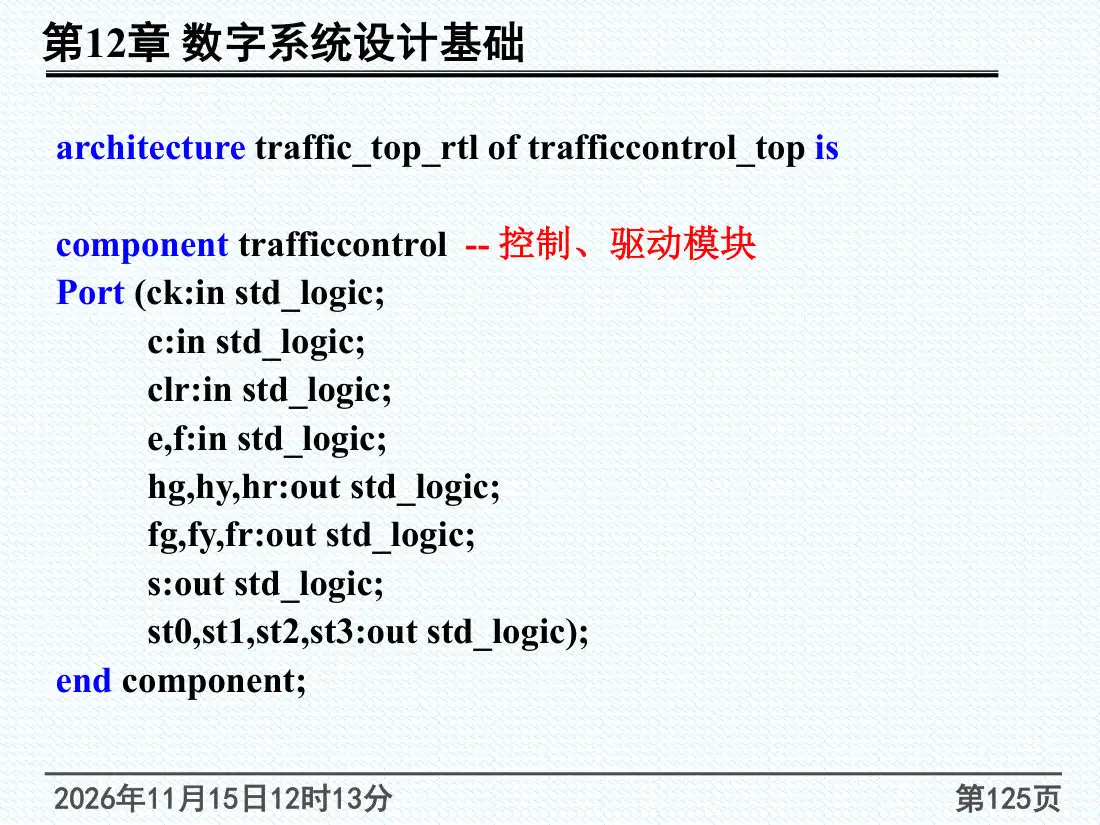 第12章 数字系统设计基础
architecture traffic_top_rtl of trafficcontrol_top is
component trafficcontrol -- 控制、驱动模块
Port (ck:in std_logic;
c:in std_logic;
clr:in std_logic;
e,f:in std_logic;
hg,hy,hr:out std_logic;
fg,fy,fr:out std_logic;
s:out std_logic;
st0,st1,st2,st3:out std_logic);
end component;
2026年11月15日12时13分
第125页